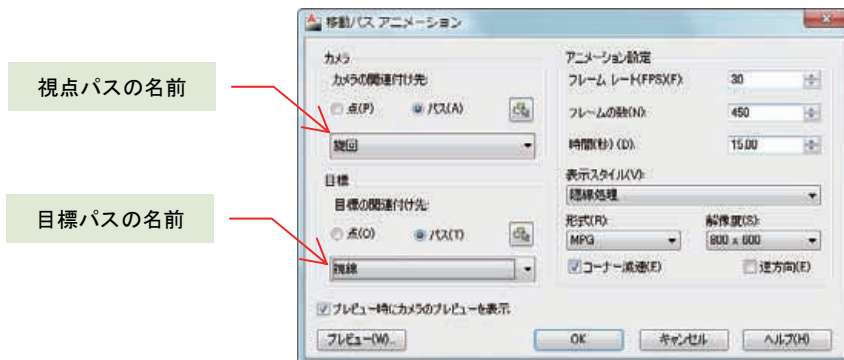 移動パス アニメーション
視点パスの名前
目標パスの名前
カメラ
カメラの関連付け先:
点(P)
パス(A)
旋回
目標
目標の関連付け先:
点(O)
パス(T)
視線
プレビュー時にカメラのプレビューを表示
プレビュー(W)...
アニメーション設定
フレーム レート(FPS)(F):
30
フレームの数(N):
450
時間(秒) (D):
15.00
表示スタイル(V):
隠線処理
形式(R):
解像度(S):
MPG
800 x 600
コーナー減速(E)
逆方向(E)
OK
キャンセル
ヘルプ(H)